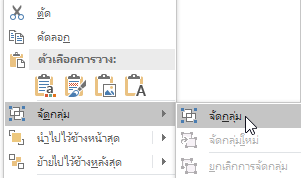 ตัด
คัดลอก
ตัวเลือกการวาง:
จัดกลุ่ม
จัดกลุ่ม
นำไปไว้ข้างหน้าสุด
จัดกลุ่มใหม่
ย้ายไปไว้ข้างหลังสุด
ยกเลิกการจัดกลุ่ม